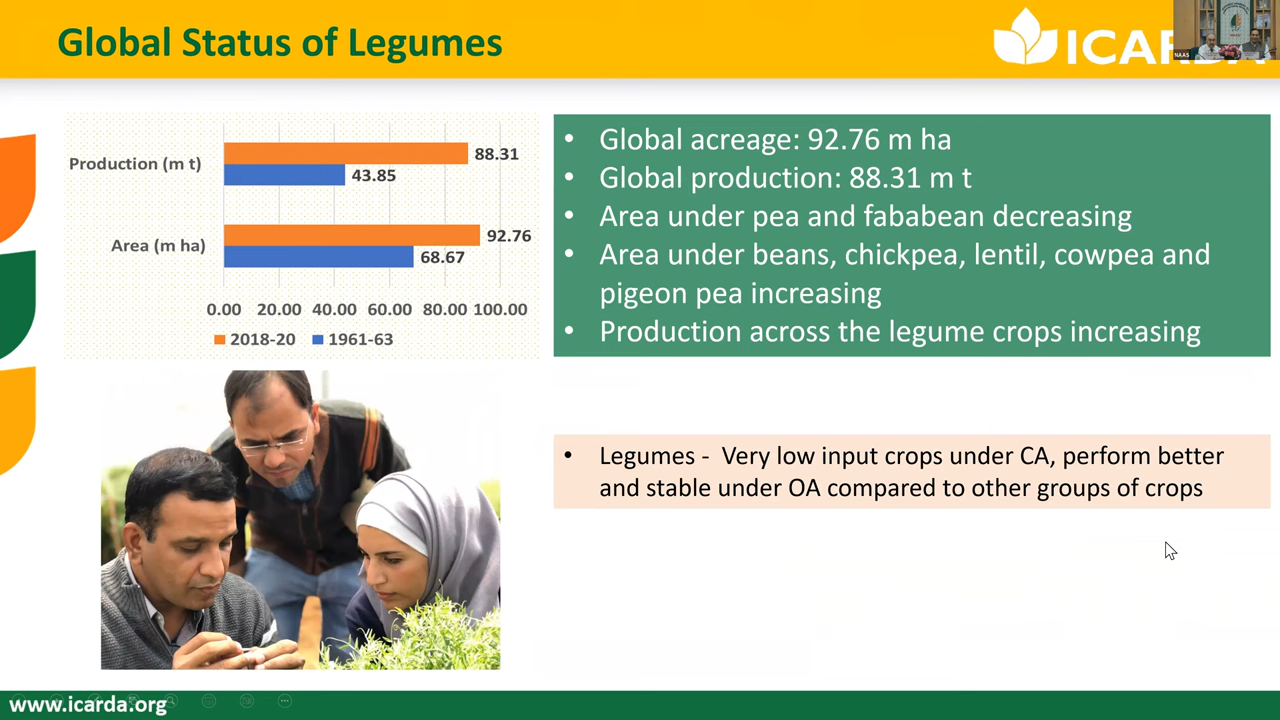 Global Status of Legumes
ICARDA
NAAS
Production (m t)
88.31
43.85
Area (m ha)
92.76
68.67
0.00 20.00 40.00 60.00 80.00 100.00
2018-20 1961-63
• Global acreage: 92.76 m ha
• Global production: 88.31 m t
• Area under pea and fababean decreasing
• Area under beans, chickpea, lentil, cowpea and
pigeon pea increasing
• Production across the legume crops increasing
• Legumes - Very low input crops under CA, perform better
and stable under OA compared to other groups of crops
www.icarda.org